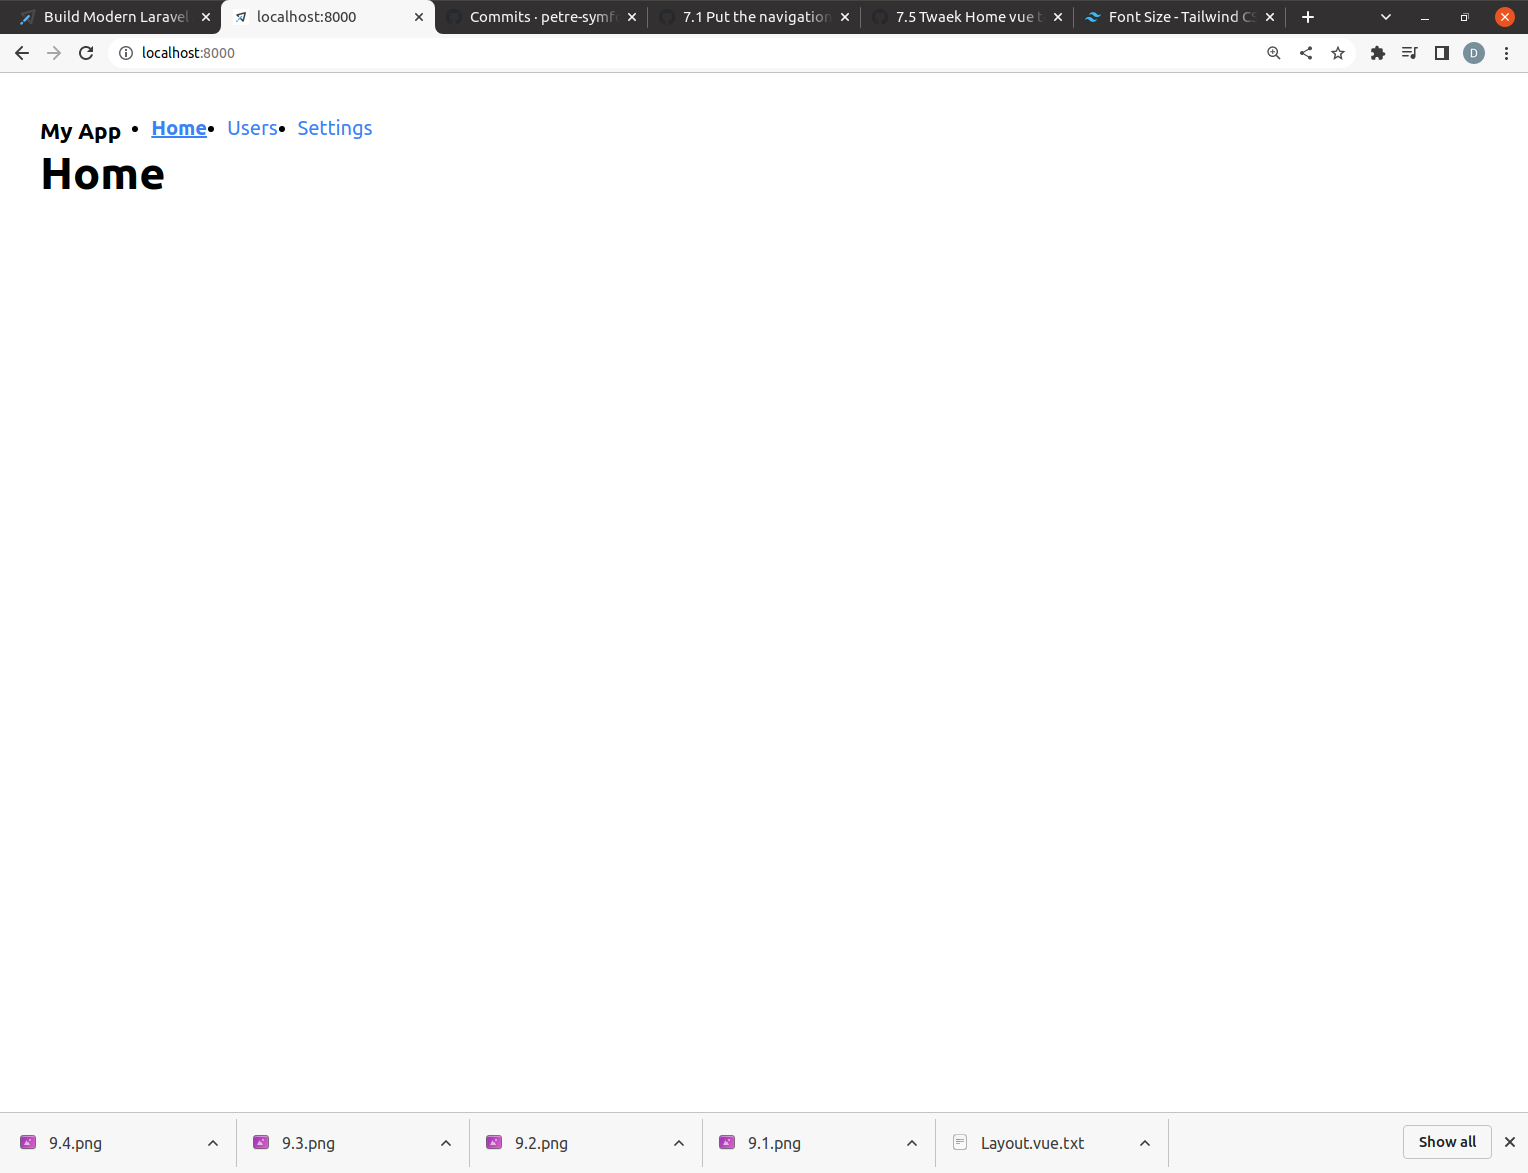 Build Modern Laravel
localhost:8000
Commits · petre-symf
7.1 Put the navigation
7.5 Twaek Home vue t
Font Size - Tailwind CS
localhost:8000
D
My App • Home • Users • Settings
Home
9.4.png
9.3.png
9.2.png
9.1.png
Layout.vue.txt
Show all